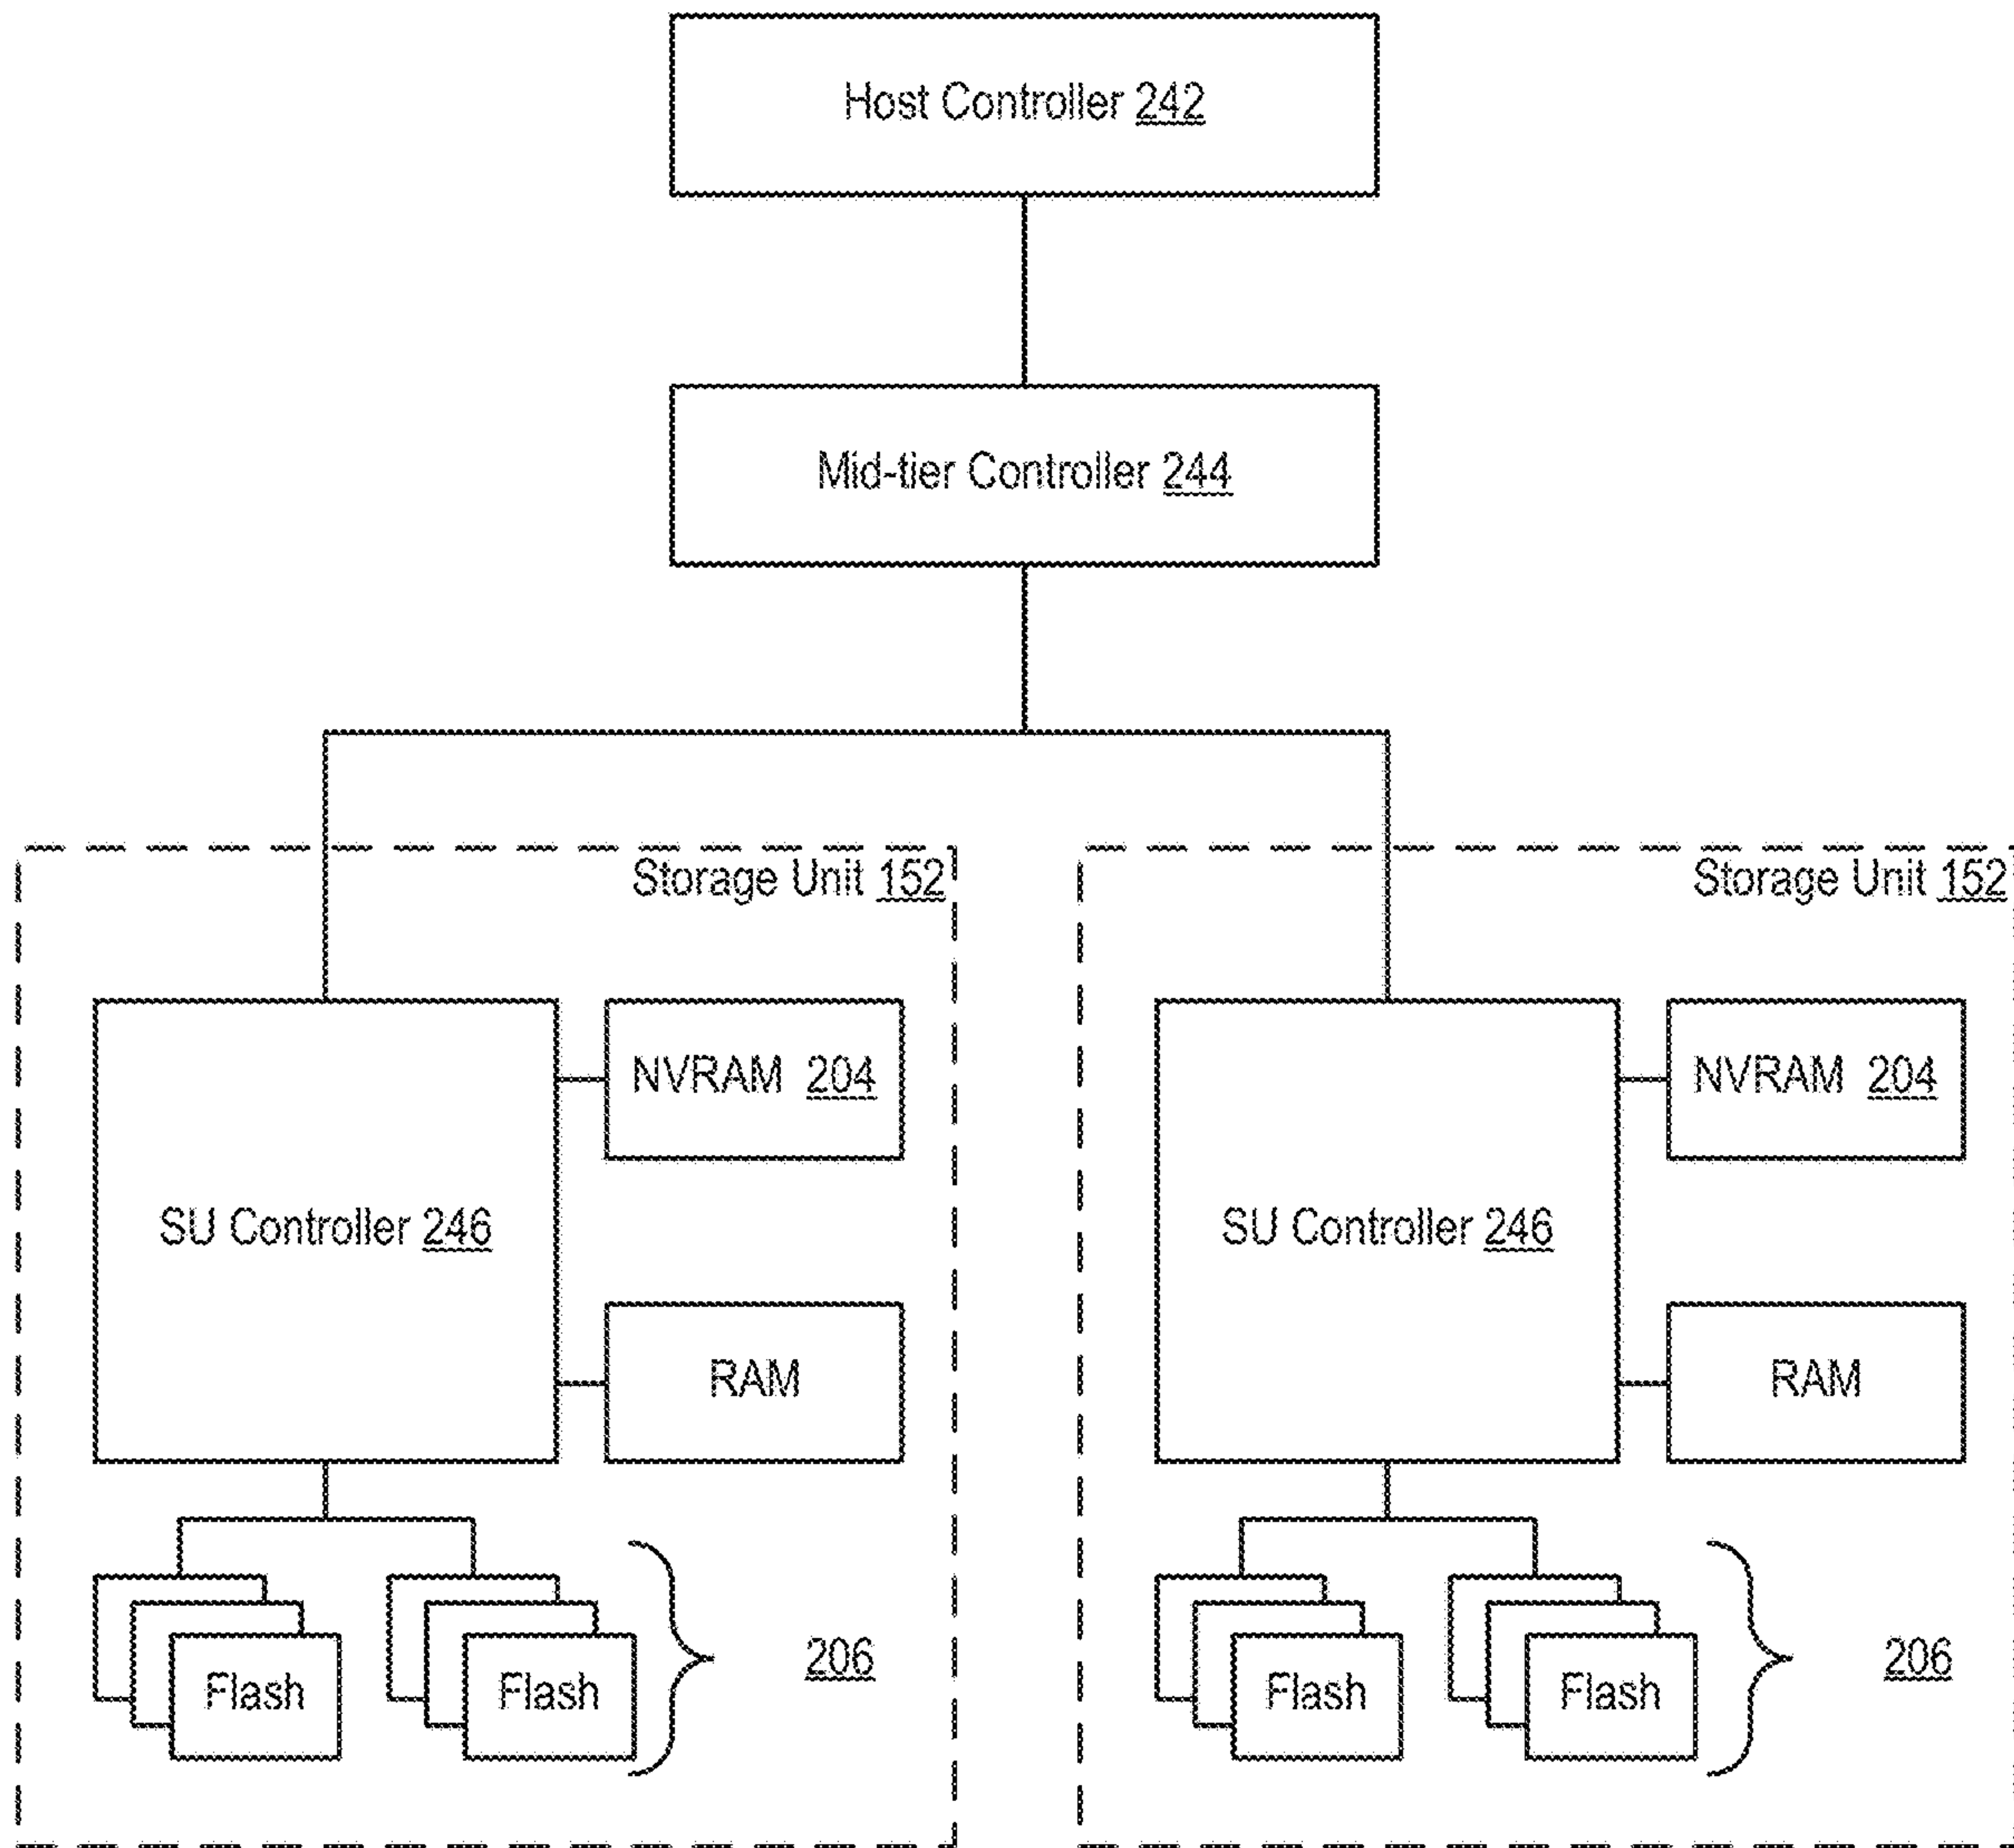 Host Controller 242
Mid-tier Controller 244
Storage Unit 152
SU Controller 246
NVRAM 204
RAM
Flash
Flash
206
Storage Unit 152
SU Controller 246
NVRAM 204
RAM
Flash
Flash
206